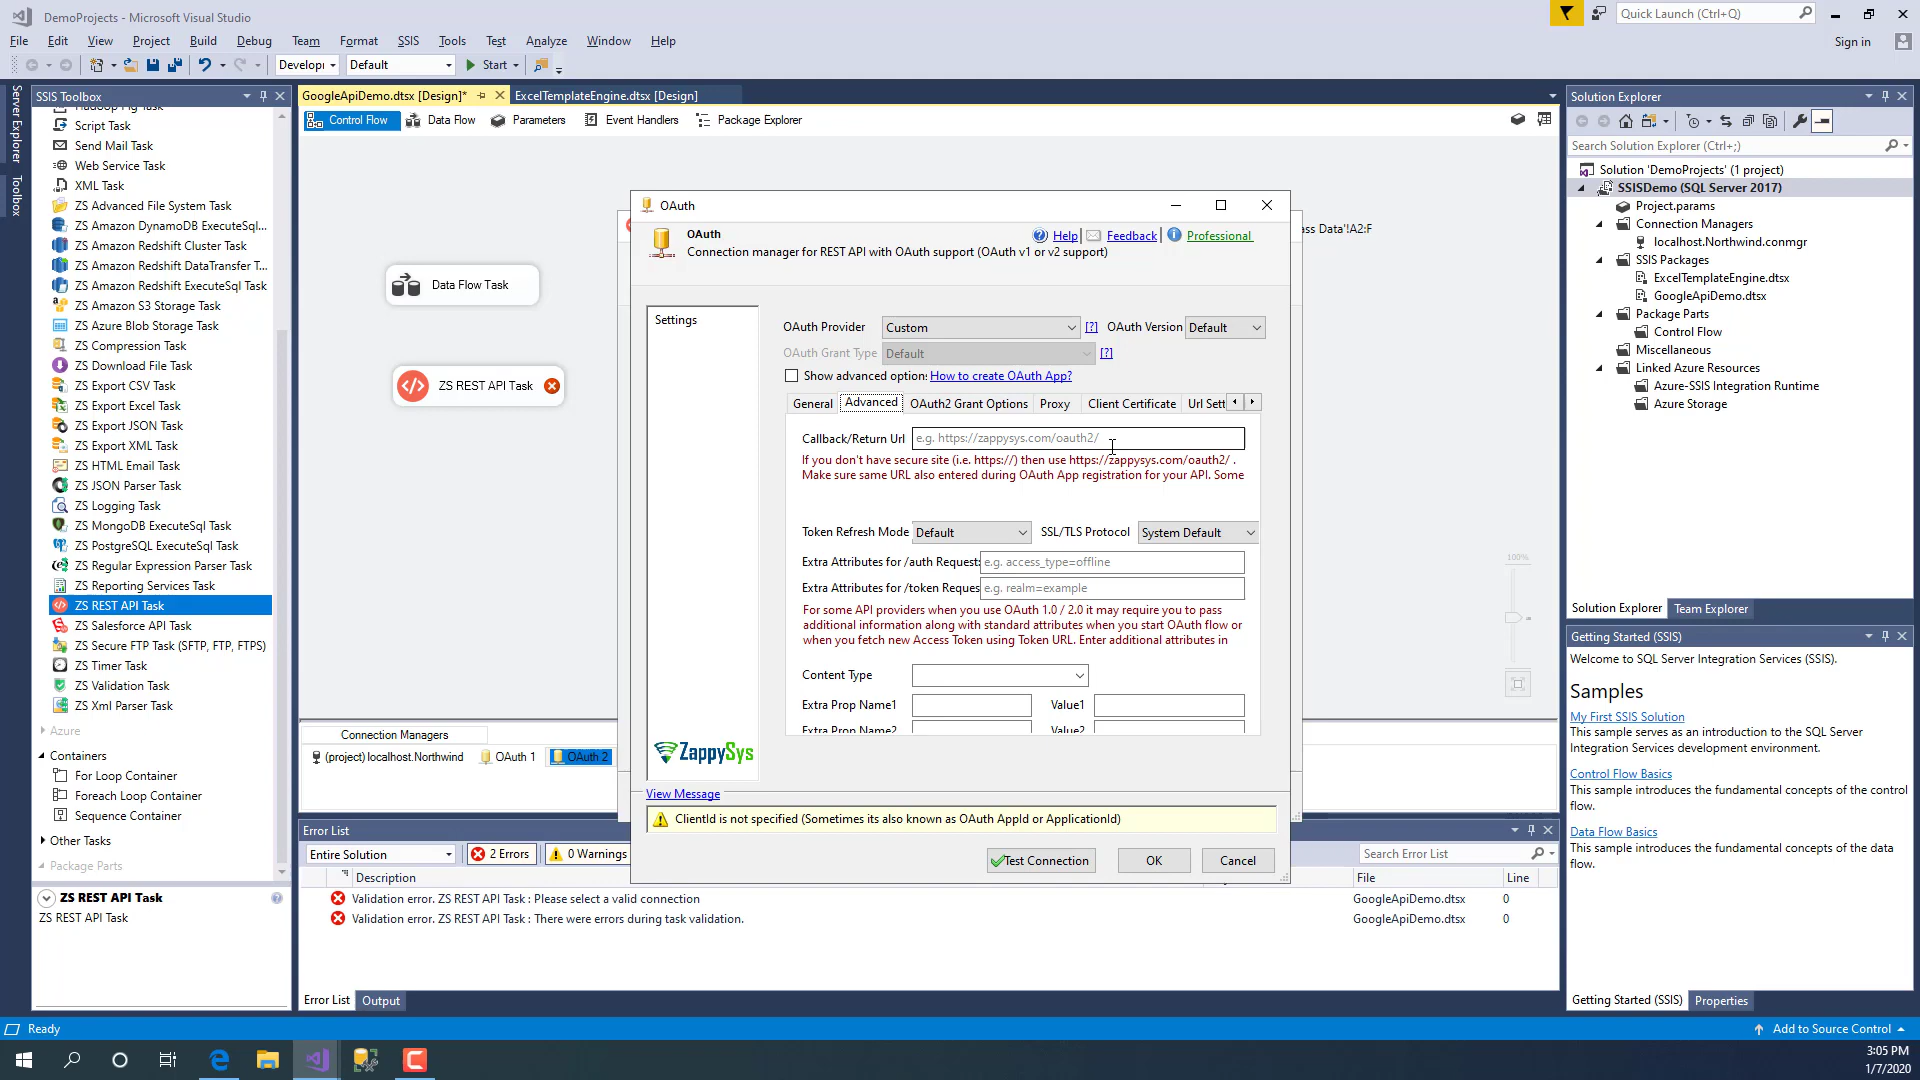 DemoProjects - Microsoft Visual Studio
Quick Launch (Ctrl+Q)
File Edit View Project Build Debug Team Format SSIS Tools Test Analyze Window Help
Sign in
Default
Start
Server Explorer
Toolbox
SSIS Toolbox
Script Task
Send Mail Task
Web Service Task
XML Task
ZS Advanced File System Task
ZS Amazon DynamoDB ExecuteSql...
ZS Amazon Redshift Cluster Task
ZS Amazon Redshift DataTransfer T...
ZS Amazon Redshift ExecuteSql Task
ZS Amazon S3 Storage Task
ZS Azure Blob Storage Task
ZS Compression Task
ZS Download File Task
ZS Export CSV Task
ZS Export Excel Task
ZS Export JSON Task
ZS Export XML Task
ZS HTML Email Task
ZS JSON Parser Task
ZS Logging Task
ZS MongoDB ExecuteSql Task
ZS PostgreSQL ExecuteSql Task
ZS Regular Expression Parser Task
ZS Reporting Services Task
ZS REST API Task
ZS Salesforce API Task
ZS Secure FTP Task (SFTP, FTP, FTPS)
ZS Timer Task
ZS Validation Task
ZS Xml Parser Task
Azure
Containers
For Loop Container
Foreach Loop Container
Sequence Container
Other Tasks
Package Parts
ZS REST API Task
ZS REST API Task
GoogleApiDemo.dtsx [Design]*
ExcelTemplateEngine.dtsx [Design]
Control Flow
Data Flow
Parameters
Event Handlers
Package Explorer
Data Flow Task
ZS REST API Task
ass Data'!A2:F
100%
Connection Managers
(project) localhost.Northwind
OAuth 1
OAuth 2
OAuth
OAuth
Connection manager for REST API with OAuth support (OAuth v1 or v2 support)
Help
Feedback
Professional
Settings
OAuth Provider Custom [?] OAuth Version Default
OAuth Grant Type Default [?]
Show advanced option: How to create OAuth App?
General Advanced OAuth2 Grant Options Proxy Client Certificate Url Sett
Callback/Return Url e.g. https://zappysys.com/oauth2/
If you don't have secure site (i.e. https://) then use https://zappysys.com/oauth2/ .
Make sure same URL also entered during OAuth App registration for your API. Some
Token Refresh Mode Default SSL/TLS Protocol System Default
Extra Attributes for /auth Request: e.g. access_type=offline
Extra Attributes for /token Reques e.g. realm=example
For some API providers when you use OAuth 1.0 / 2.0 it may require you to pass
additional information along with standard attributes when you start OAuth flow or
when you fetch new Access Token using Token URL. Enter additional attributes in
Content Type
Extra Prop Name1 Value1
Extra Prop Name2 Value2
ZappySys
View Message
ClientId is not specified (Sometimes its also known as OAuth AppId or ApplicationId)
Test Connection
OK
Cancel
Error List
Entire Solution
2 Errors
0 Warnings
Search Error List
Description File Line
Validation error. ZS REST API Task : Please select a valid connection GoogleApiDemo.dtsx 0
Validation error. ZS REST API Task : There were errors during task validation. GoogleApiDemo.dtsx 0
Error List Output
Solution Explorer
Search Solution Explorer (Ctrl+;)
Solution 'DemoProjects' (1 project)
SSISDemo (SQL Server 2017)
Project.params
Connection Managers
localhost.Northwind.conmgr
SSIS Packages
ExcelTemplateEngine.dtsx
GoogleApiDemo.dtsx
Package Parts
Control Flow
Miscellaneous
Linked Azure Resources
Azure-SSIS Integration Runtime
Azure Storage
Solution Explorer Team Explorer
Getting Started (SSIS)
Welcome to SQL Server Integration Services (SSIS).
Samples
My First SSIS Solution
This sample serves as an introduction to the SQL Server
Integration Services development environment.
Control Flow Basics
This sample introduces the fundamental concepts of the control
flow.
Data Flow Basics
This sample introduces the fundamental concepts of the data
flow.
Getting Started (SSIS) Properties
Ready
Add to Source Control
3:05 PM
1/7/2020